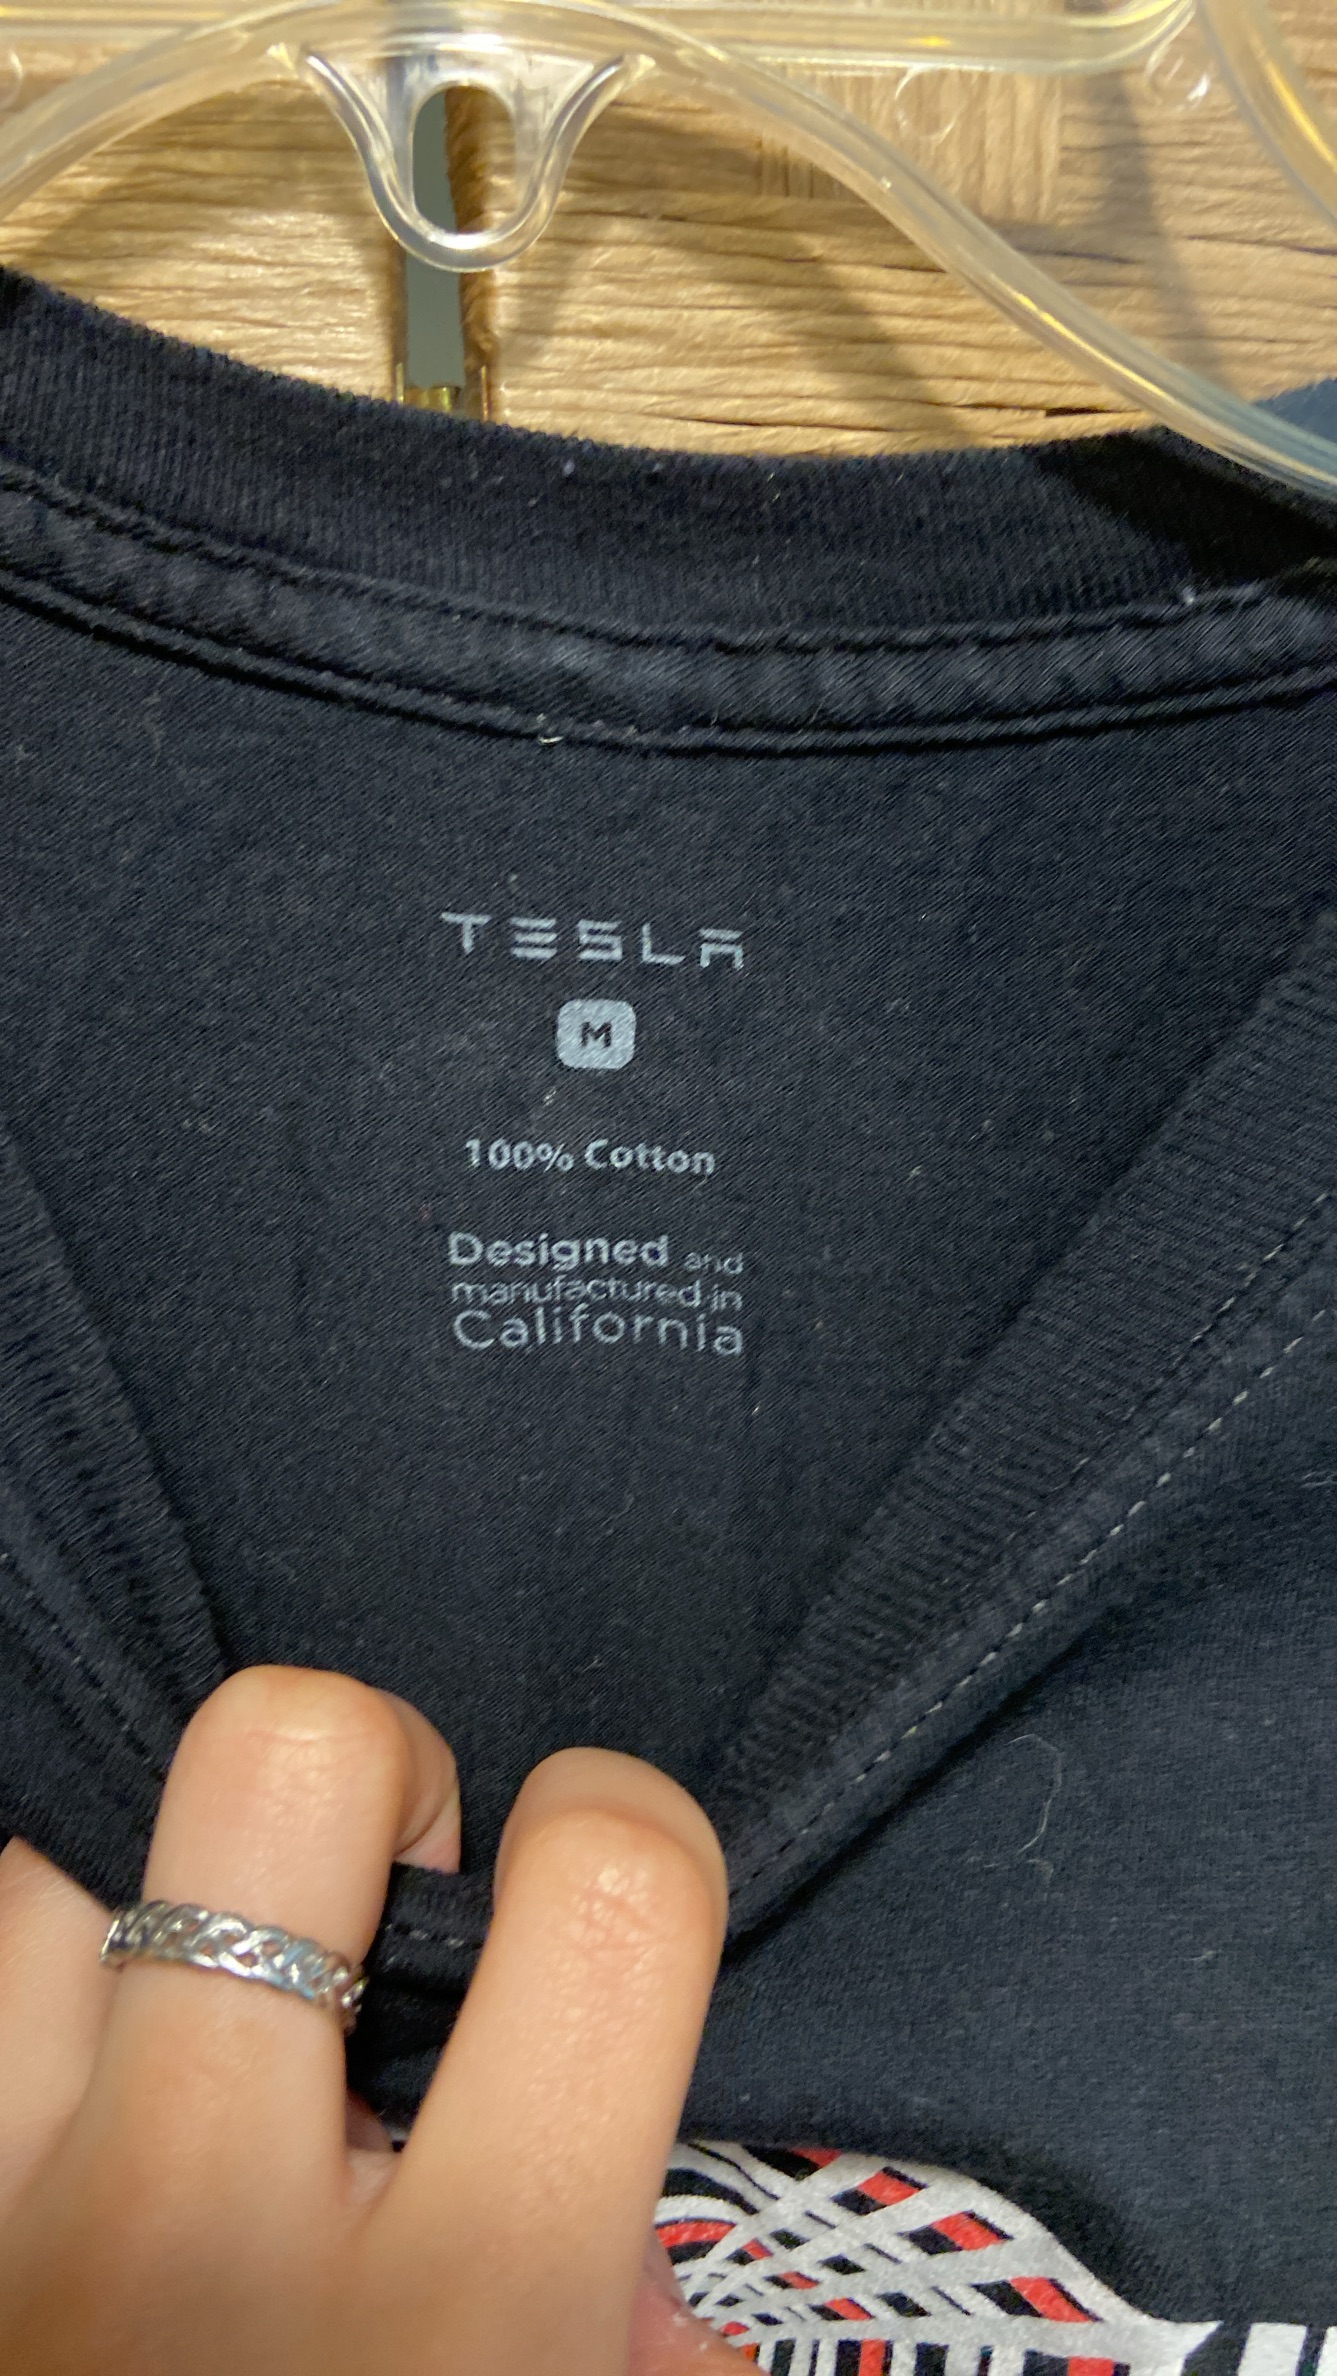 TESLA
M
100% Cotton
Designed and
manufactured in
California